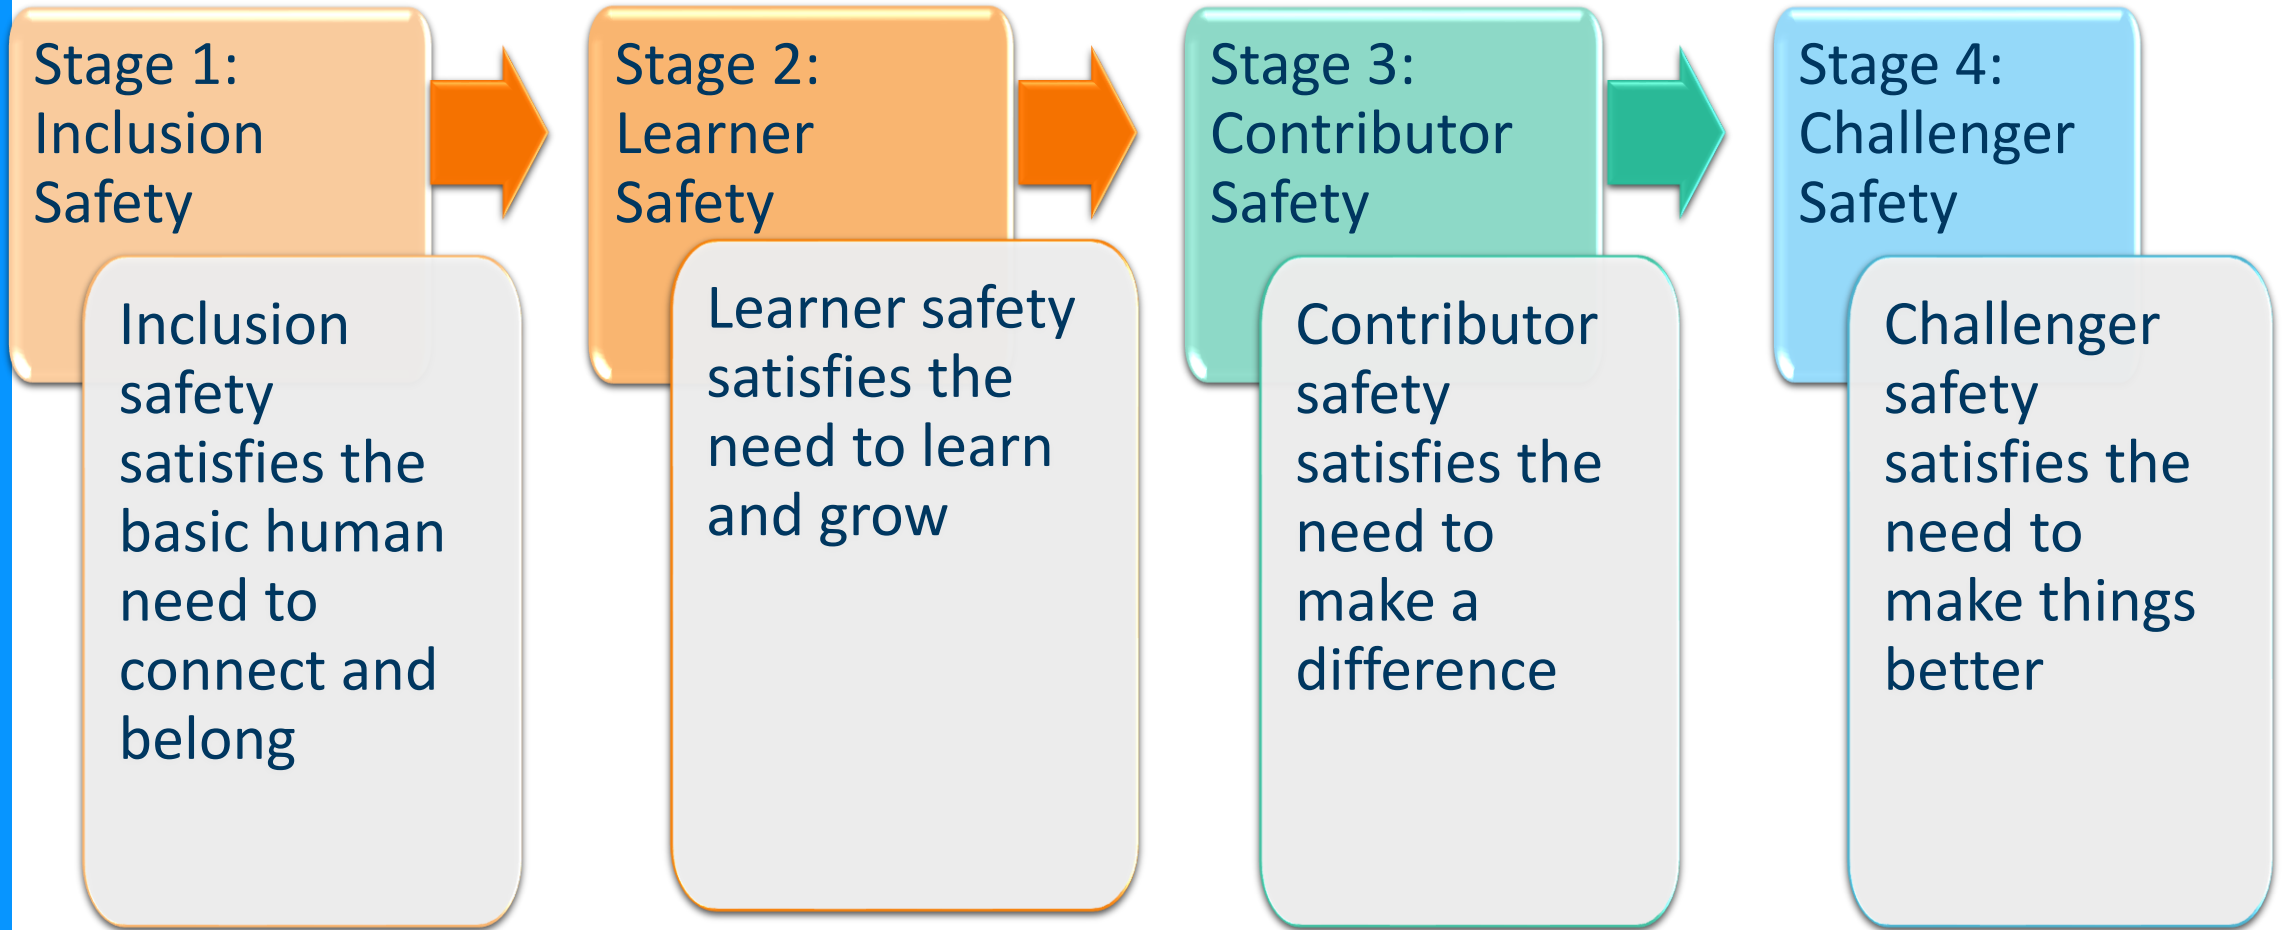 Stage 1:
Inclusion
Safety
Inclusion
safety
satisfies the
basic human
need to
connect and
belong
Stage 2:
Learner
Safety
Learner safety
satisfies the
need to learn
and grow
Stage 3:
Contributor
Safety
Contributor
safety
satisfies the
need to
make a
difference
Stage 4:
Challenger
Safety
Challenger
safety
satisfies the
need to
make things
better